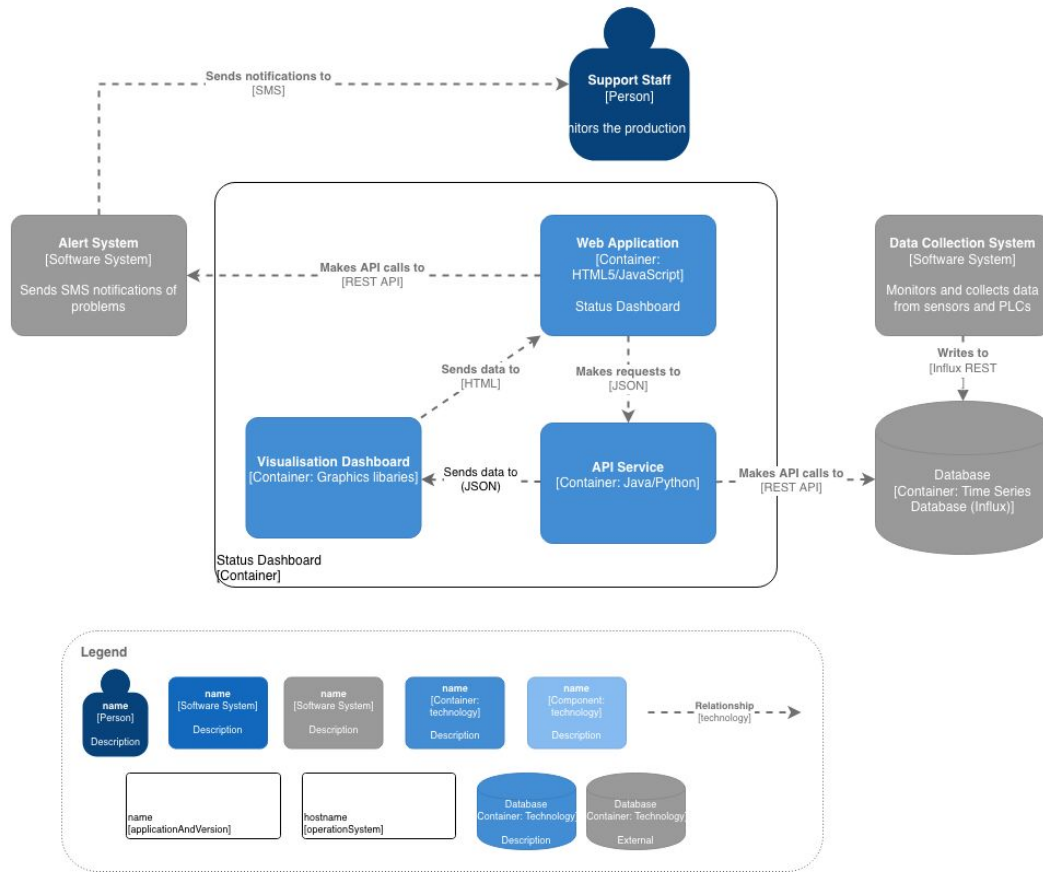 Sends notifications to
[SMS]
Support Staff
[Person]
nitors the production
Alert System
[Software System]
Sends SMS notifications of
problems
Makes API calls to
[REST API]
Web Application
[Container:
HTML5/JavaScript]
Status Dashboard
Data Collection System
[Software System]
Monitors and collects data
from sensors and PLCs
Sends data to
[HTML]
Makes requests to
[JSON]
Writes to
[Influx REST
]
Visualisation Dashboard
[Container: Graphics libaries]
Sends data to
(JSON)
API Service
[Container: Java/Python]
Makes API calls to
[REST API]
Database
[Container: Time Series
Database (Influx)]
Status Dashboard
[Container]
Legend
name
[Person]
Description
name
[Software System]
Description
name
[Software System]
Description
name
[Container:
technology]
Description
name
[Component:
technology]
Description
Relationship
[technology]
name
[applicationAndVersion]
hostname
[operationSystem]
Database
Container: Technology]
Description
Database
Container: Technology]
External